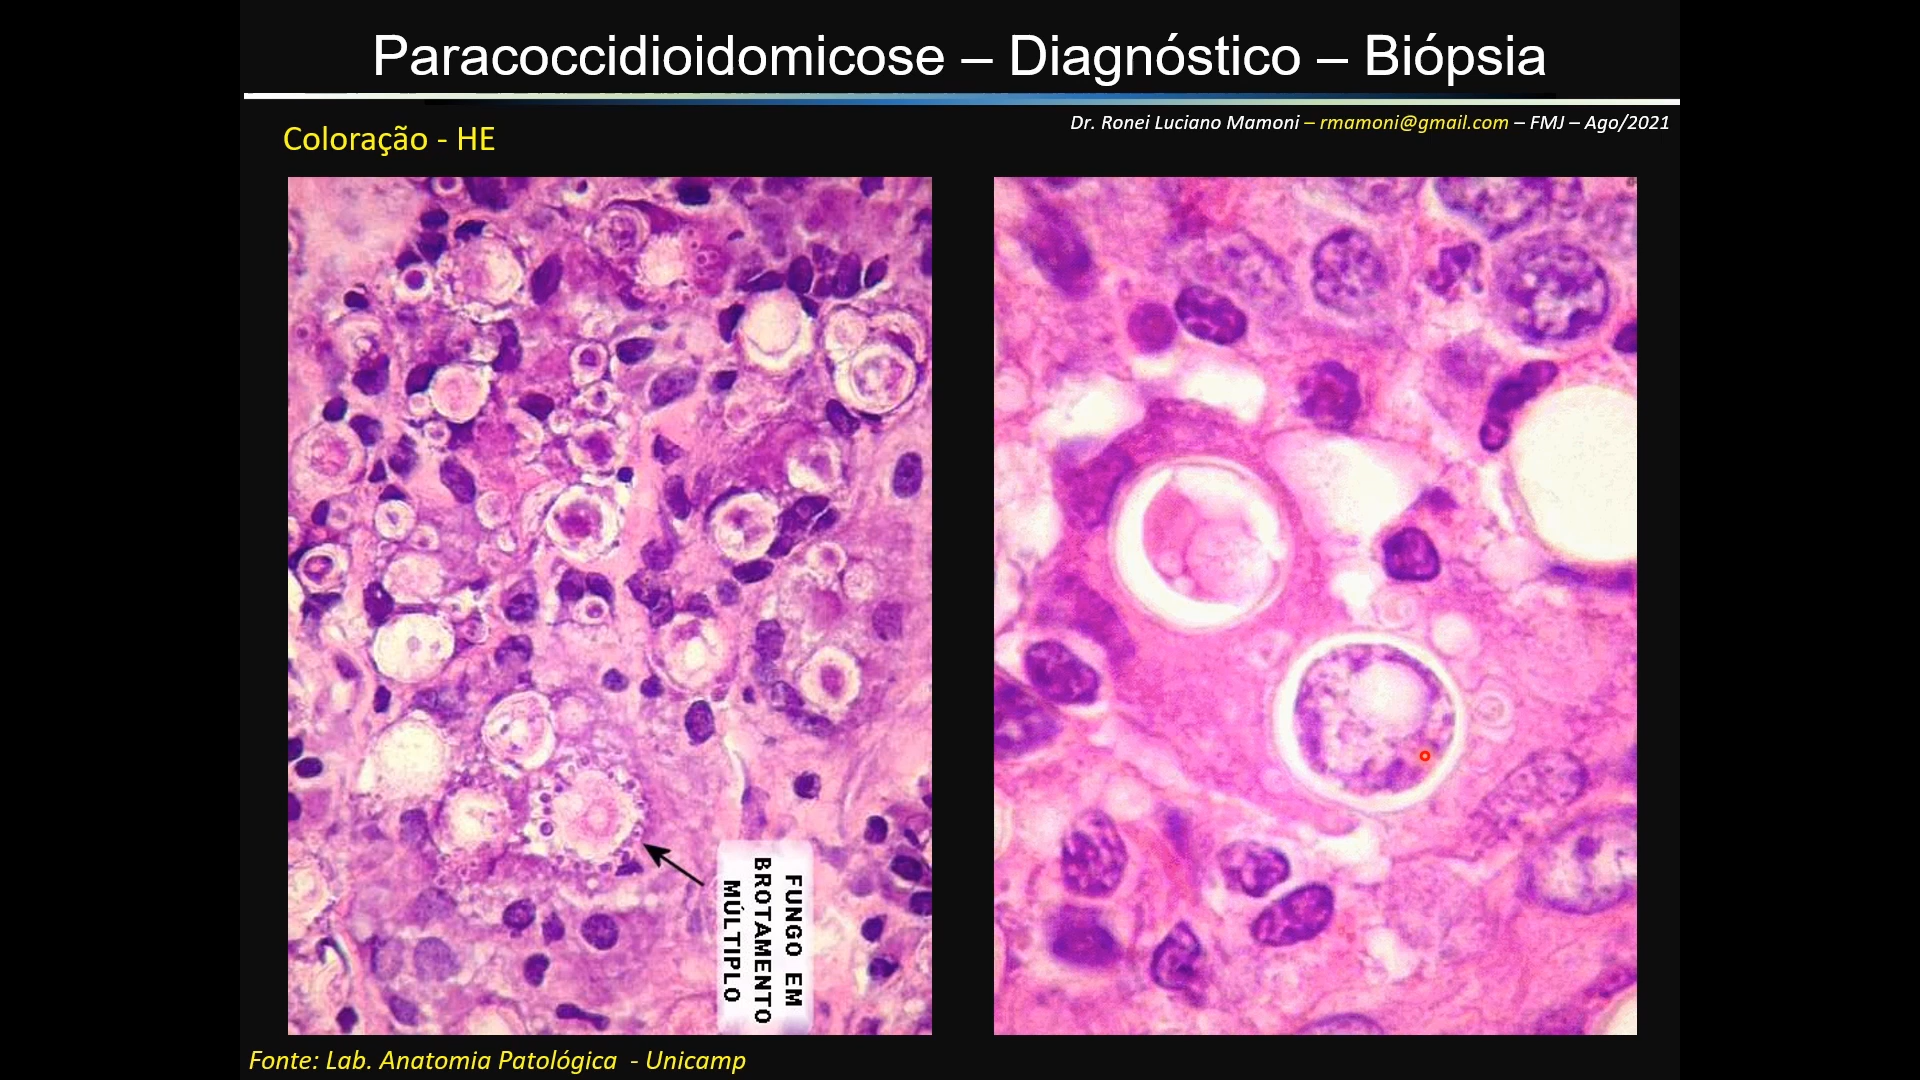 Paracoccidioidomicose – Diagnóstico – Biópsia
Dr. Ronei Luciano Mamoni – rmamoni@gmail.com – FMJ – Ago/2021
Coloração - HE
FUNGO EM
BROTAMENTO
MÚLTIPLO
Fonte: Lab. Anatomia Patológica - Unicamp